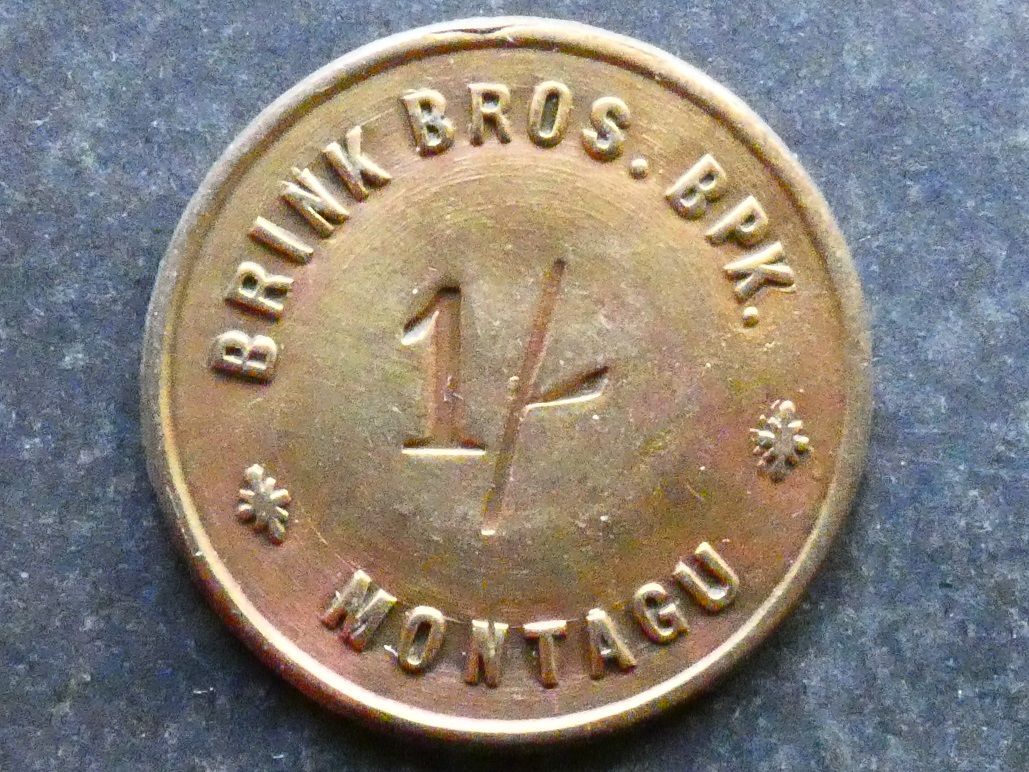 BRINK BROS. BPK.
1/-
MONTAGU